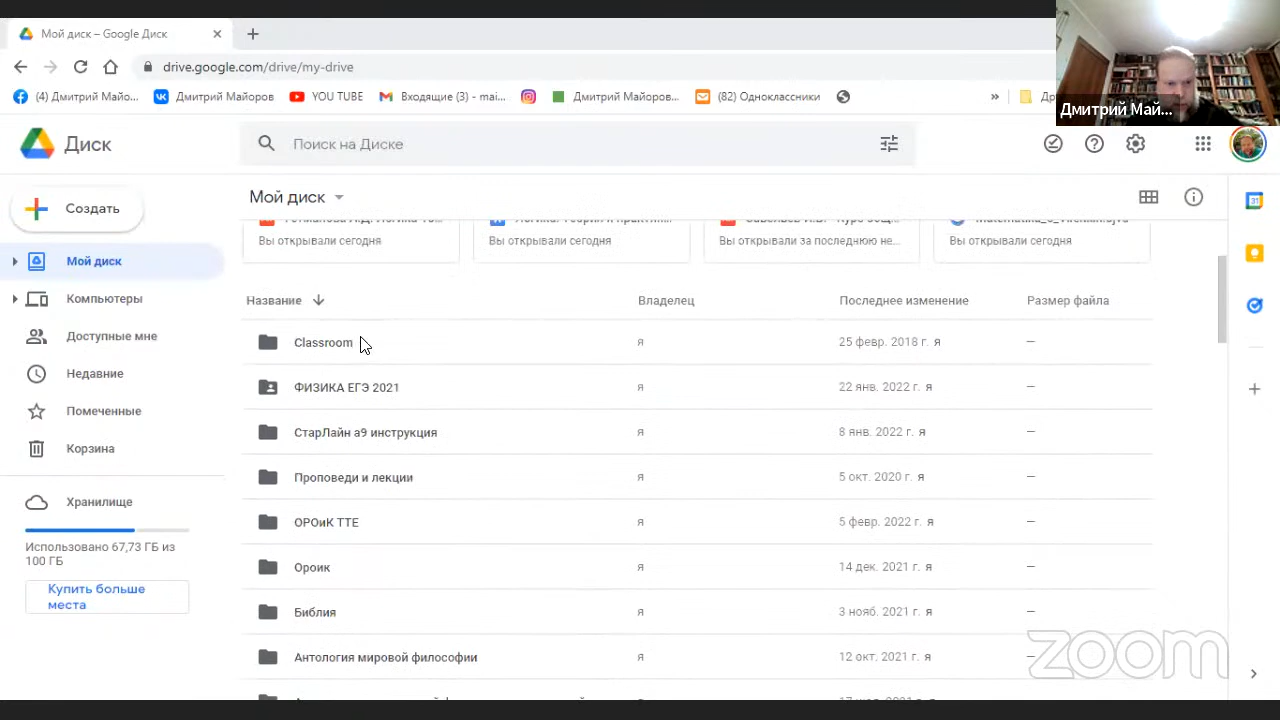 Мой диск – Google Диск
drive.google.com/drive/my-drive
(4) Дмитрий Майо... Дмитрий Майоров YOU TUBE Входящие (3) - mai... Дмитрий Майоров... (82) Одноклассники »
Дмитрий Май...
Диск
Поиск на Диске
Создать
Мой диск
Мой диск
Компьютеры
Доступные мне
Недавние
Помеченные
Корзина
Хранилище
Использовано 67,73 ГБ из
100 ГБ
Купить больше
места
Вы открывали сегодня Вы открывали сегодня Вы открывали за последнюю не... Вы открывали сегодня
Название Владелец Последнее изменение Размер файла
Classroom я 25 февр. 2018 г. я —
ФИЗИКА ЕГЭ 2021 я 22 янв. 2022 г. я —
СтарЛайн а9 инструкция я 8 янв. 2022 г. я —
Проповеди и лекции я 5 окт. 2020 г. я —
ОРОиК ТТЕ я 5 февр. 2022 г. я —
Ороик я 14 дек. 2021 г. я —
Библия я 3 нояб. 2021 г. я —
Антология мировой философии я 12 окт. 2021 г. я —
zoom